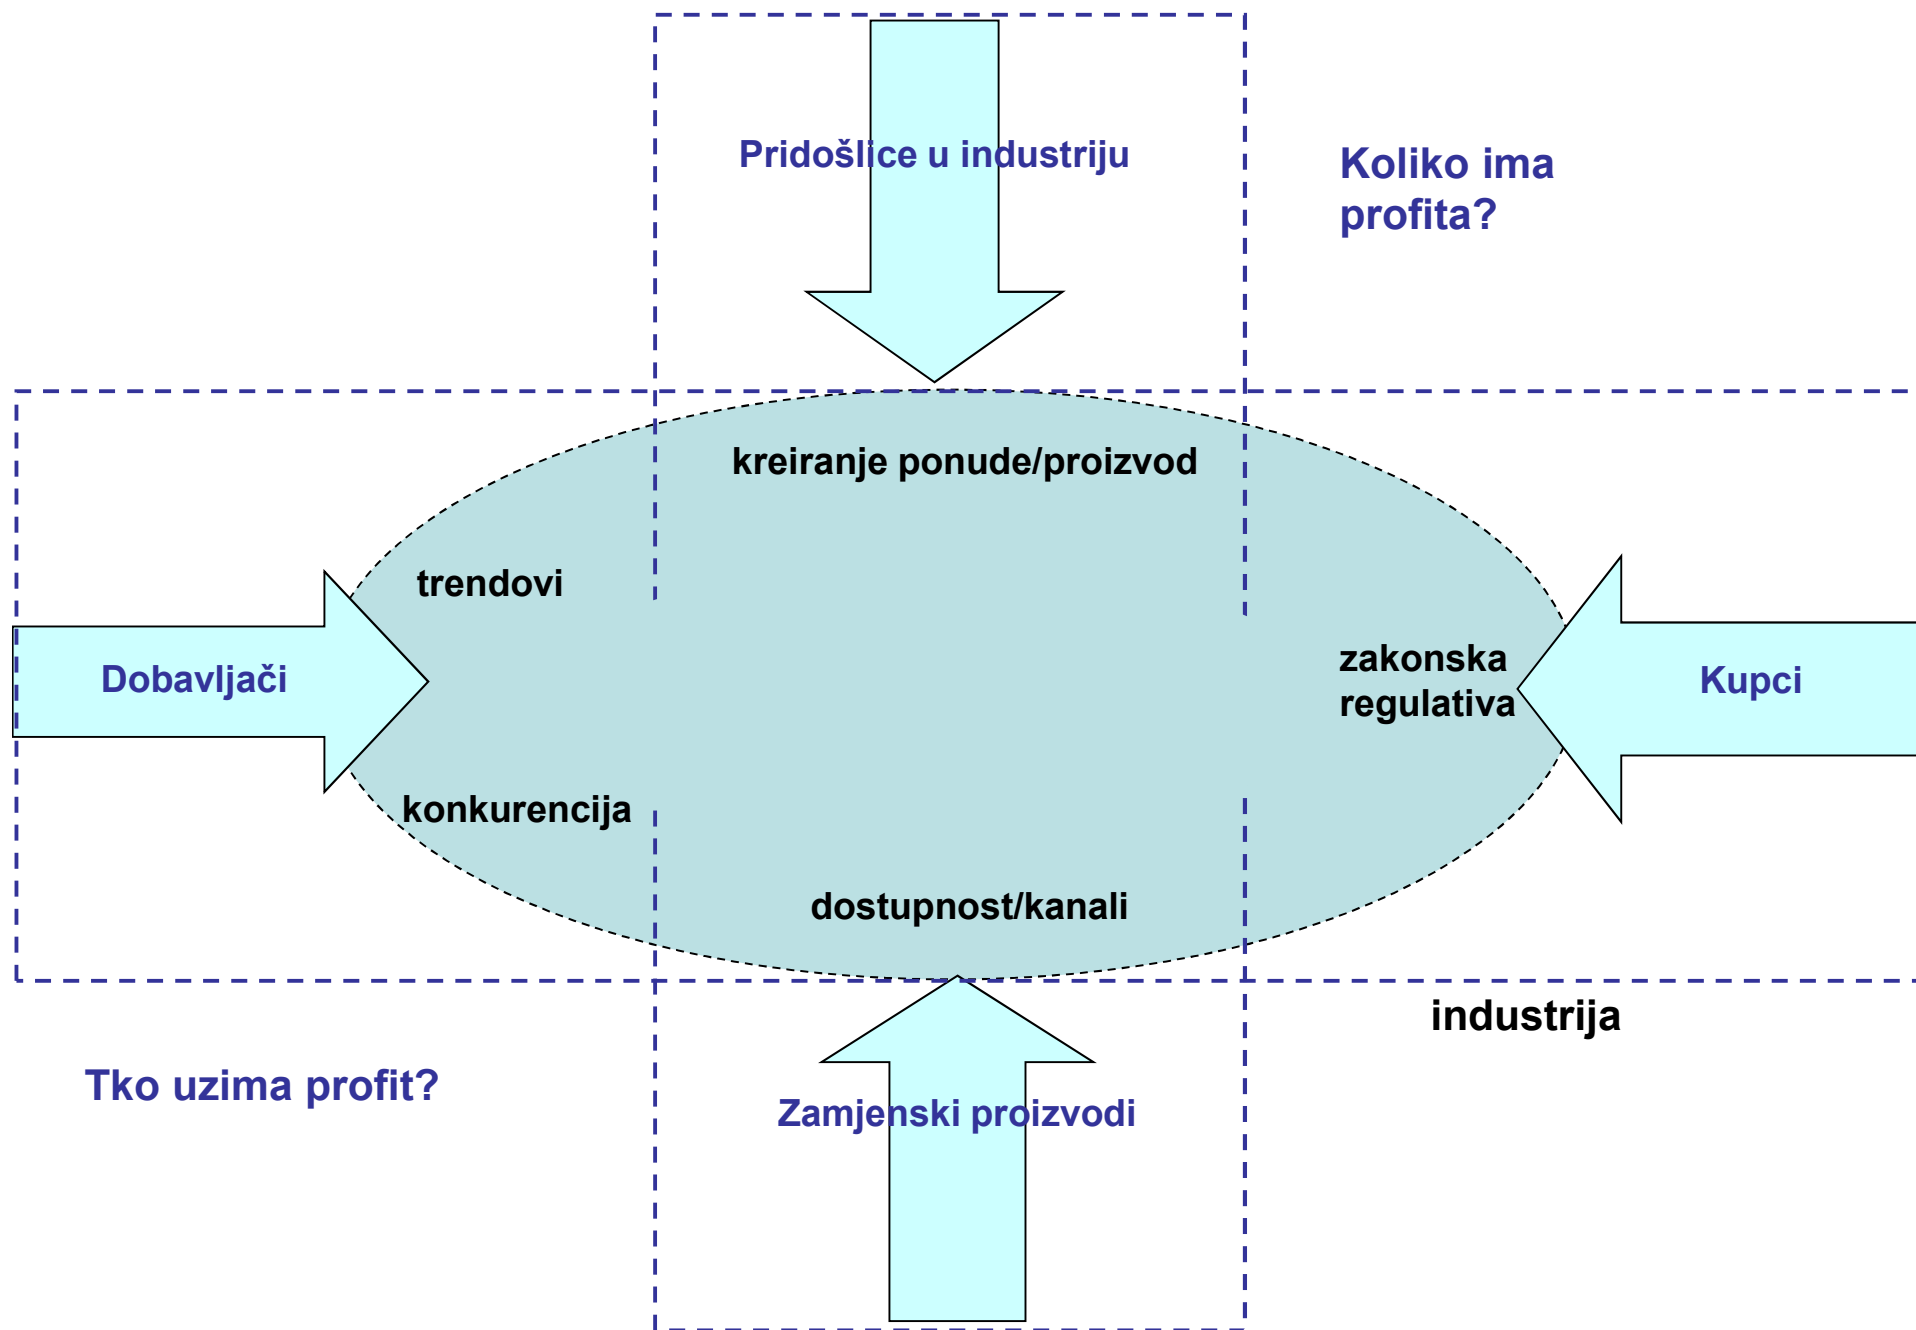 Pridošlice u industriju
Koliko ima
profita?
kreiranje ponude/proizvod
trendovi
Dobavljači
zakonska
regulativa
Kupci
konkurencija
dostupnost/kanali
industrija
Tko uzima profit?
Zamjenski proizvodi